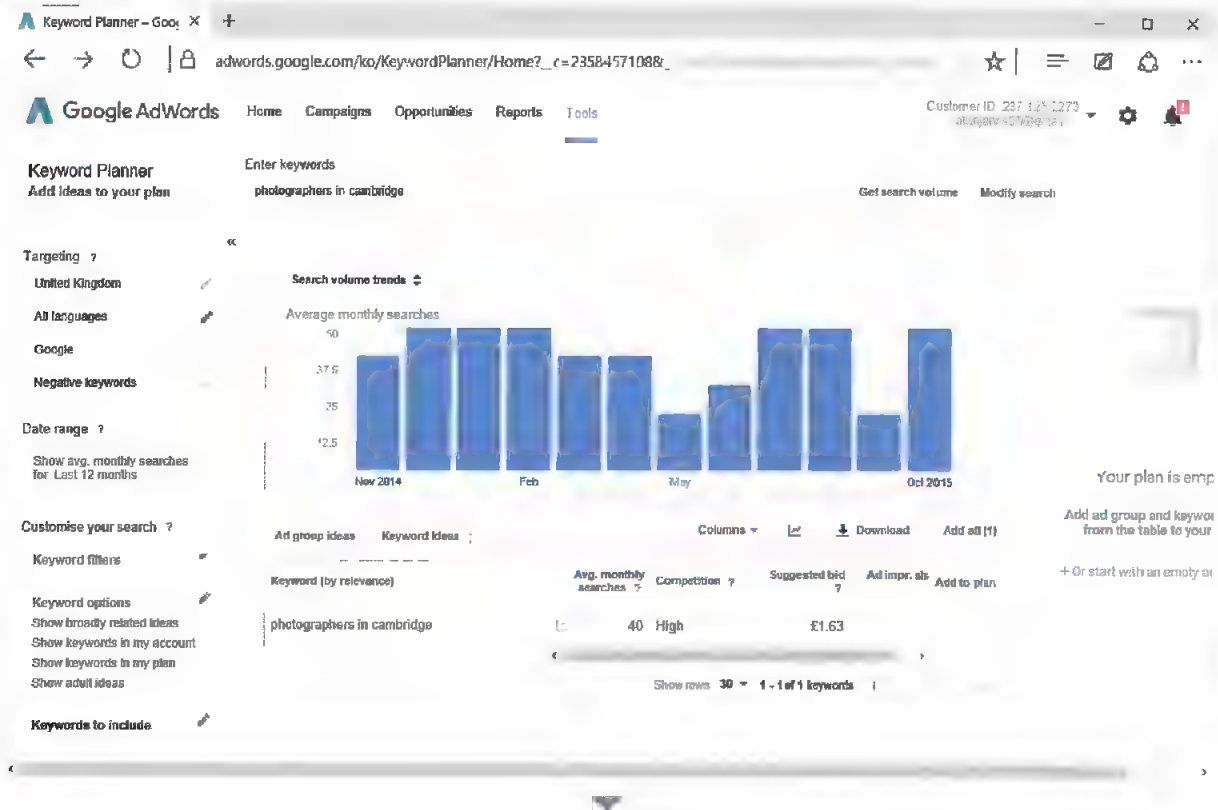 Keyword Planner – Goog
adwords.google.com/ko/KeywordPlanner/Home?__c=2358457108&_
Google AdWords Home Campaigns Opportunities Reports Tools
Customer ID:
Keyword Planner
Add ideas to your plan
Enter keywords
photographers in cambridge
Get search volume Modify search
Targeting ?
United Kingdom
All languages
Google
Negative keywords
Date range ?
Show avg. monthly searches
for Last 12 months
Customise your search ?
Keyword filters
Keyword options
Show broadly related ideas
Show keywords in my account
Show keywords in my plan
Show adult ideas
Keywords to include
Search volume trends
Average monthly searches
50
37.5
25
12.5
Nov 2014 Feb May Oct 2015
Ad group ideas Keyword ideas
Columns Download Add all (1)
Keyword (by relevance)
Avg. monthly
searches ?
Competition ?
Suggested bid
?
Ad impr. sh
Add to plan
photographers in cambridge 40 High £1.63
Show rows 30 1 - 1 of 1 keywords
Your plan is emp
Add ad group and keywor
from the table to your
+ Or start with an empty